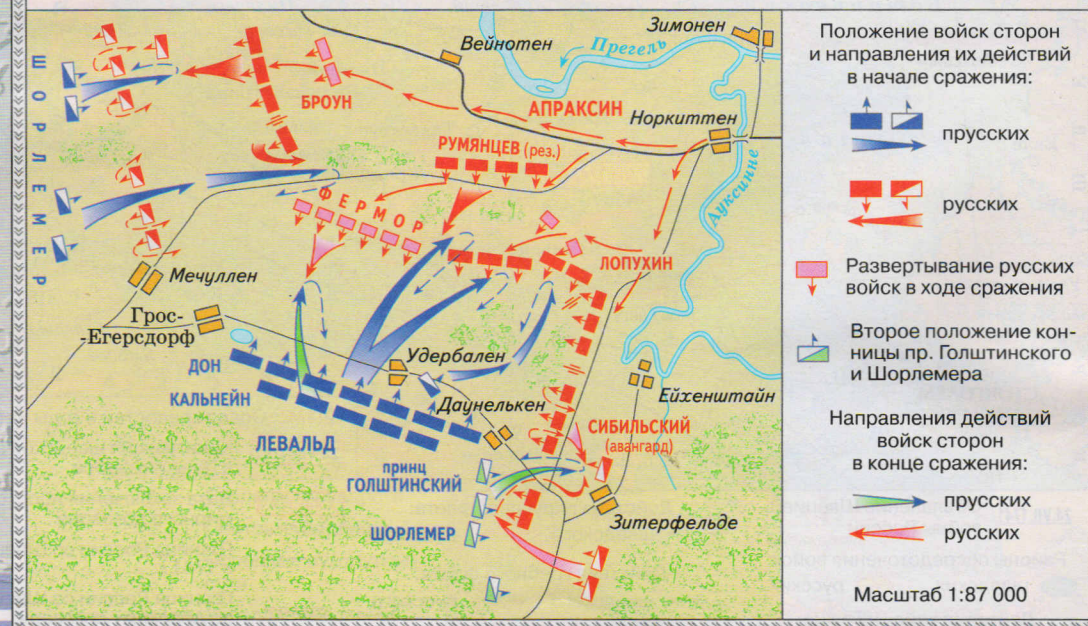 Зимонен
Вейнотен
Прегель
АПРАКСИН
БРОУН
Норкиттен
РУМЯНЦЕВ (рез.)
Ауксинне
ШОРЛЕМЕР
ФЕРМОР
ЛОПУХИН
Мечуллен
Грос-
-Егерсдорф
Удербален
ДОН
КАЛЬНЕЙН
Даунелькен
Ейхенштайн
ЛЕВАЛЬД
СИБИЛЬСКИЙ
(авангард)
принц
ГОЛШТИНСКИЙ
ШОРЛЕМЕР
Зитерфельде
Положение войск сторон
и направления их действий
в начале сражения:
прусских
русских
Развертывание русских
войск в ходе сражения
Второе положение кон-
ницы пр. Голштинского
и Шорлемера
Направления действий
войск сторон
в конце сражения:
прусских
русских
Масштаб 1:87 000